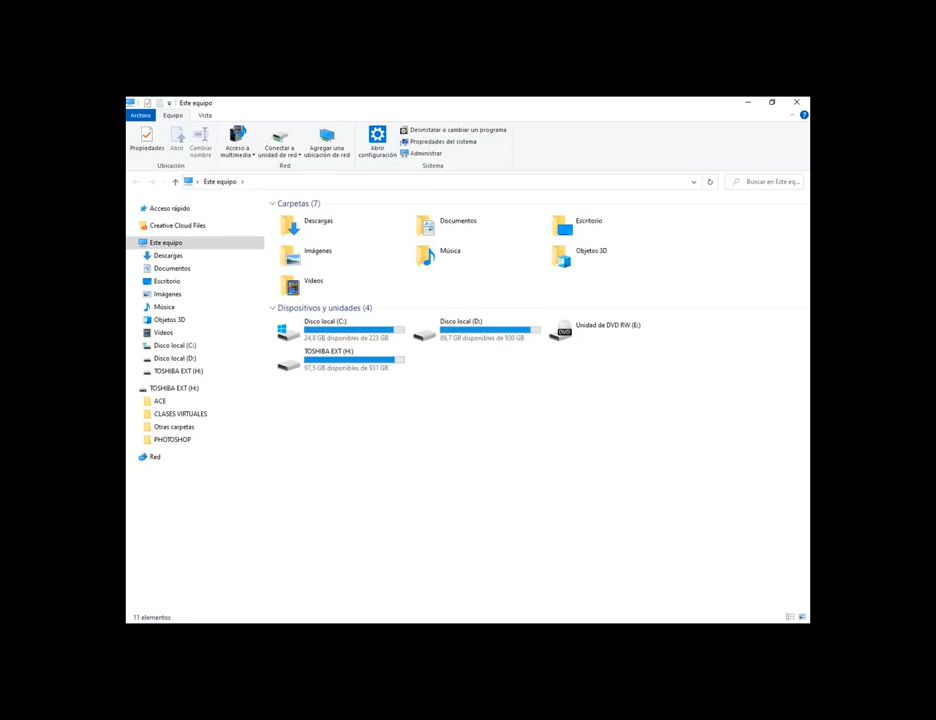 Este equipo
Archivo Equipo Vista
Propiedades Abrir Cambiar nombre Acceso a multimedia Conectar a unidad de red Agregar una ubicación de red Abrir configuración
Desinstalar o cambiar un programa
Propiedades del sistema
Administrar
Ubicación Red Sistema
Este equipo
Buscar en Este eq...
Acceso rápido
Creative Cloud Files
Este equipo
Descargas
Documentos
Escritorio
Imágenes
Música
Objetos 3D
Vídeos
Disco local (C:)
Disco local (D:)
TOSHIBA EXT (H:)
TOSHIBA EXT (H:)
ACE
CLASES VIRTUALES
Otras carpetas
PHOTOSHOP
Red
Carpetas (7)
Descargas Documentos Escritorio
Imágenes Música Objetos 3D
Vídeos
Dispositivos y unidades (4)
Disco local (C:)
24,8 GB disponibles de 223 GB
Disco local (D:)
89,7 GB disponibles de 930 GB
Unidad de DVD RW (E:)
DVD
TOSHIBA EXT (H:)
97,5 GB disponibles de 931 GB
11 elementos